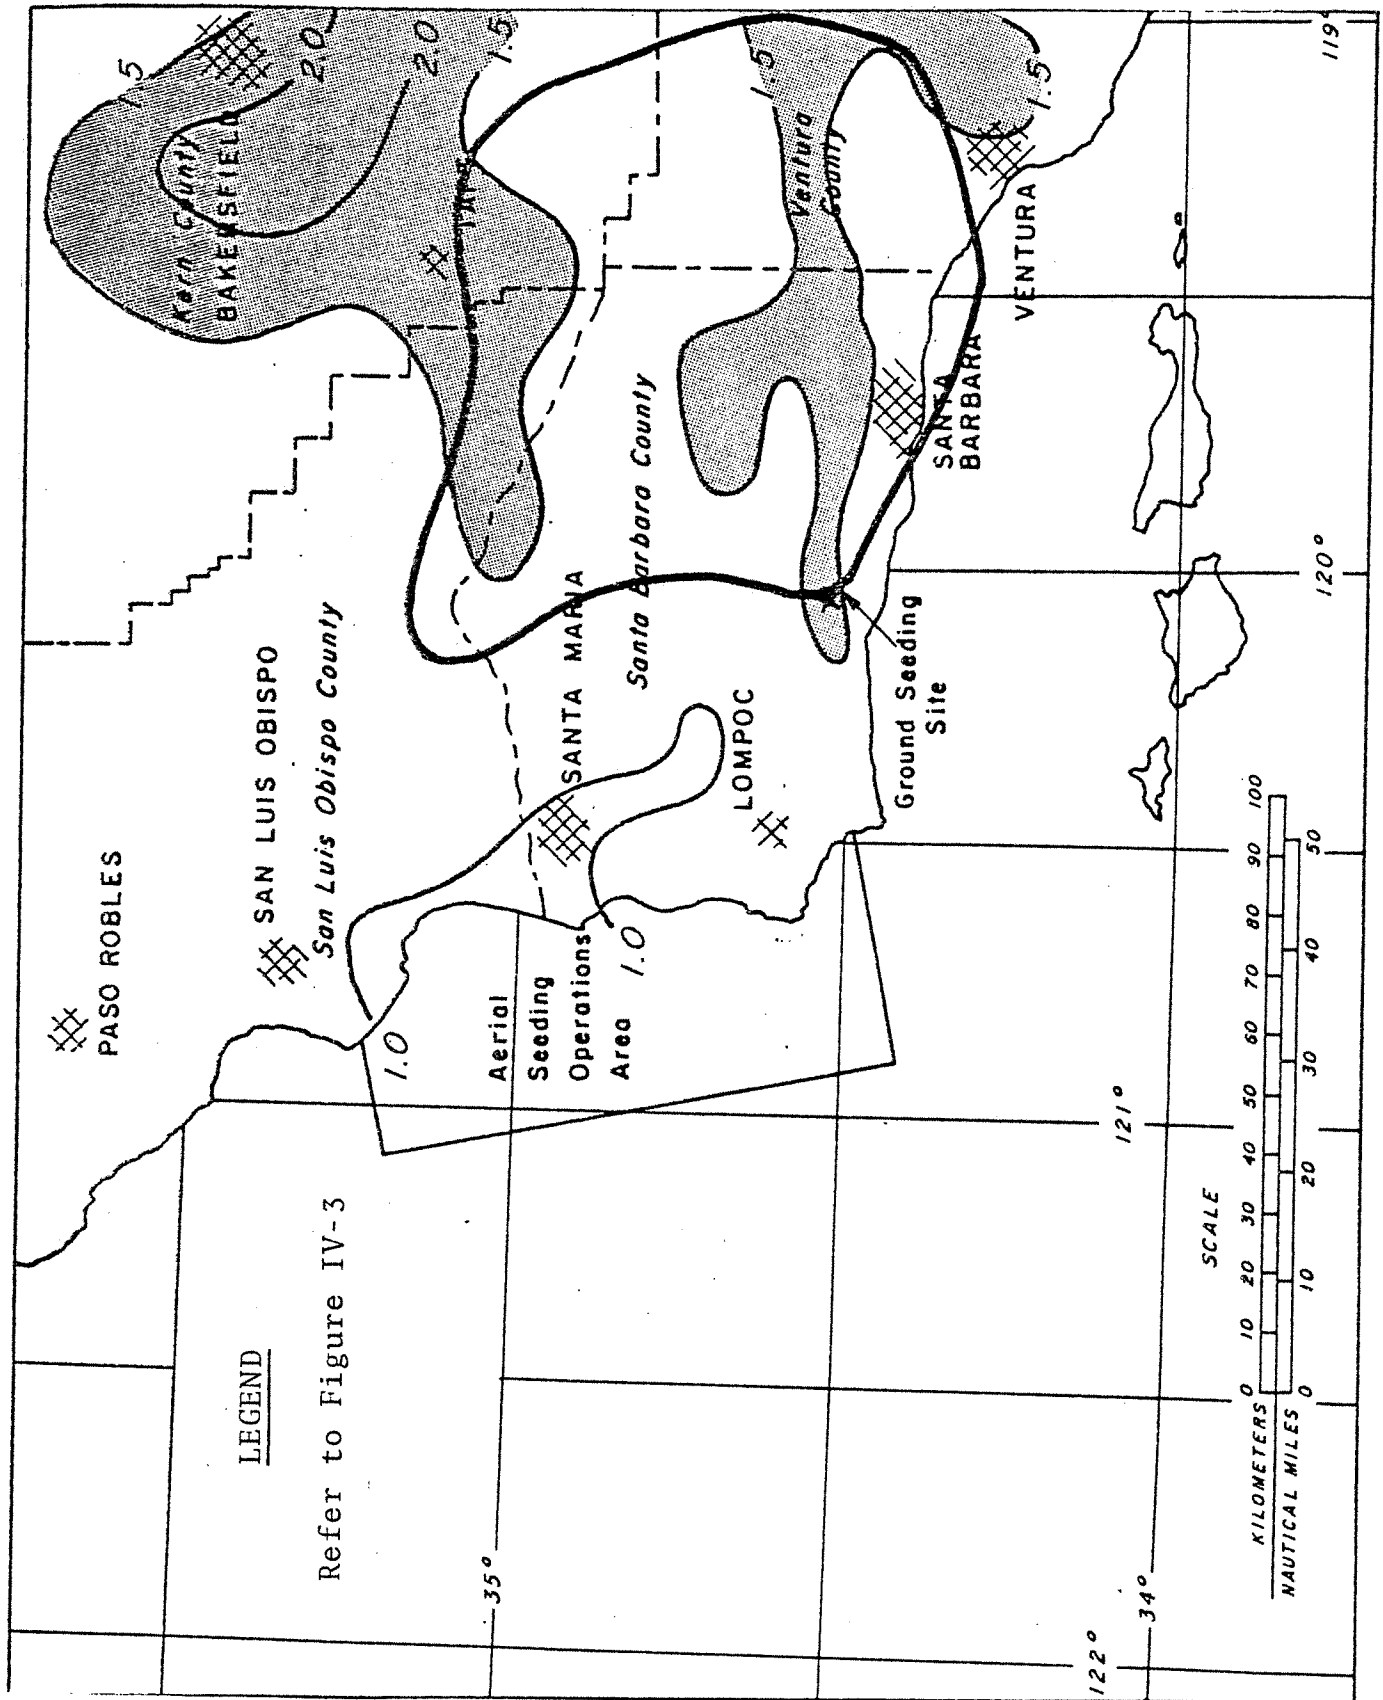 PASO ROBLES
SAN LUIS OBISPO
San Luis Obispo County
Kern County
BAKERSFIELD
TAFT
1.5
2.0
2.0
1.5
1.5
1.5
1.0
1.0
Aerial
Seeding
Operations
Area
SANTA MARIA
Santa Barbara County
LOMPOC
Ventura
County
Ground Seeding
Site
SANTA
BARBARA
VENTURA
LEGEND
Refer to Figure IV-3
35°
34°
122°
121°
120°
119°
SCALE
KILOMETERS
0 10 20 30 40 50 60 70 80 90 100
NAUTICAL MILES
0 10 20 30 40 50